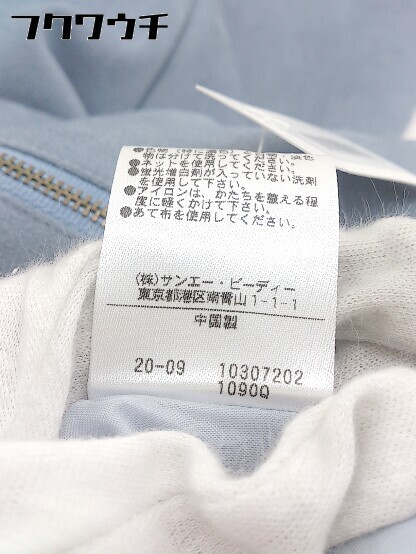 フクワウチ
物は分けて洗ってください。
●ネットを使用してください。
●蛍光増白剤が入っていない洗剤
を使用して下さい。
●アイロンは、かたちを整える程
度に軽くかけて下さい。
●あて布を使用してください。
(株)サンエー・ビーディー
東京都港区南青山1-1-1
中国製
20-09 10307202
1090Q